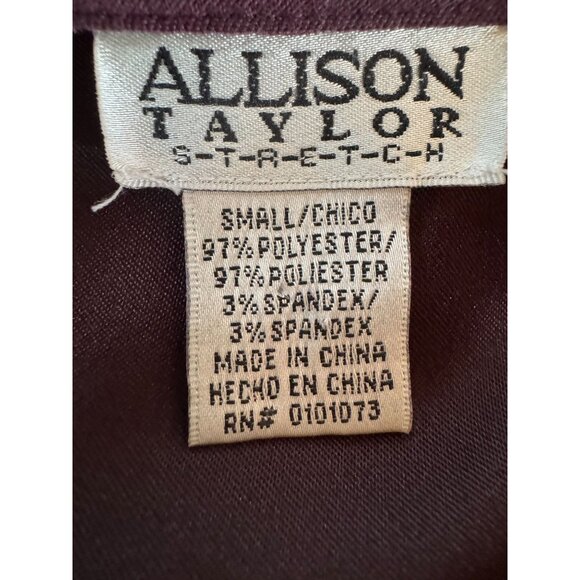 ALLISON
TAYLOR
S-T-R-E-T-C-H
SMALL/CHICO
97% POLYESTER/
97% POLIESTER
3% SPANDEX/
3% SPANDEX
MADE IN CHINA
HECHO EN CHINA
RN# 0101073